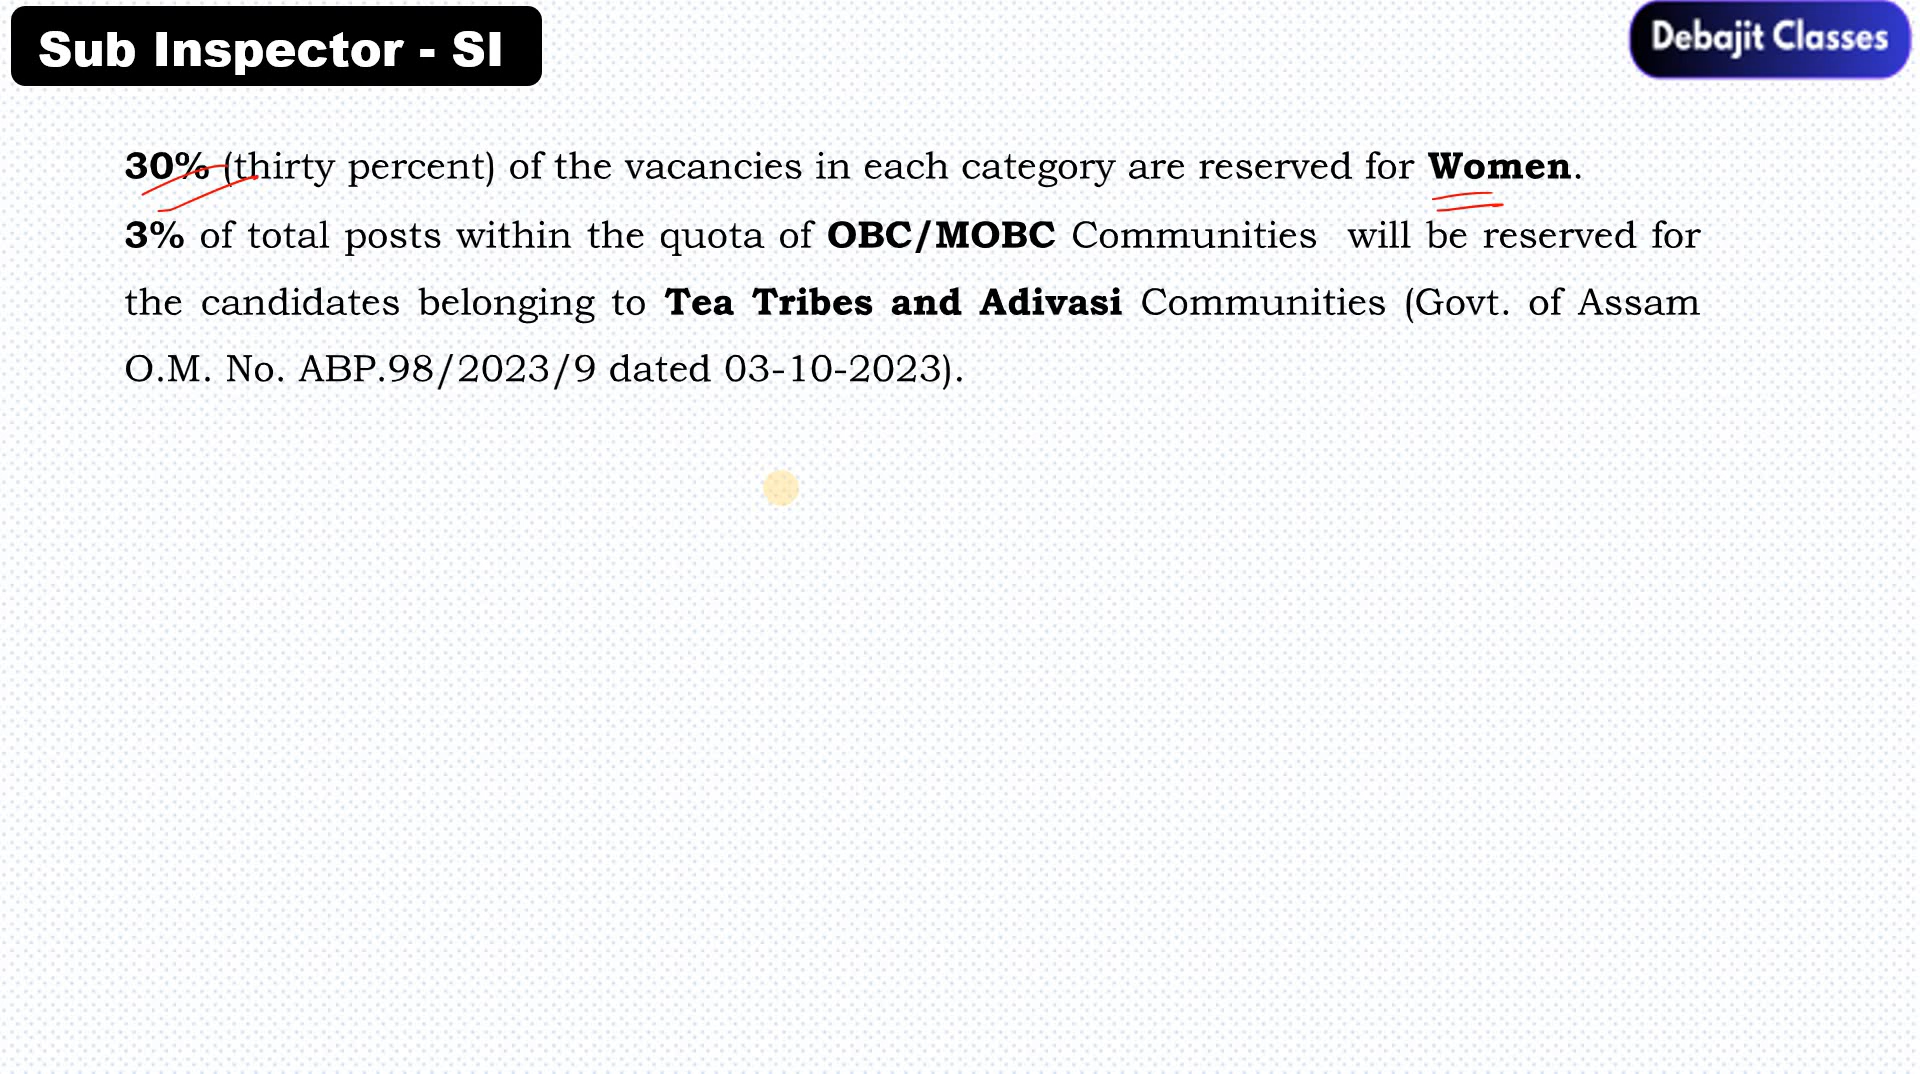 Sub Inspector - SI
Debajit Classes
30% (thirty percent) of the vacancies in each category are reserved for Women.
3% of total posts within the quota of OBC/MOBC Communities will be reserved for
the candidates belonging to Tea Tribes and Adivasi Communities (Govt. of Assam
O.M. No. ABP.98/2023/9 dated 03-10-2023).